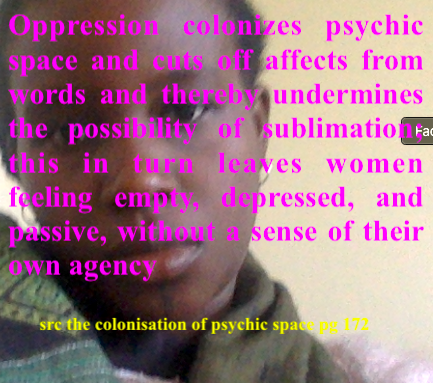 Oppression colonizes psychic
space and cuts off affects from
words and thereby undermines
the possibility of sublimation,
this in turn leaves women
feeling empty, depressed, and
passive, without a sense of their
own agency
src the colonisation of psychic space pg 172